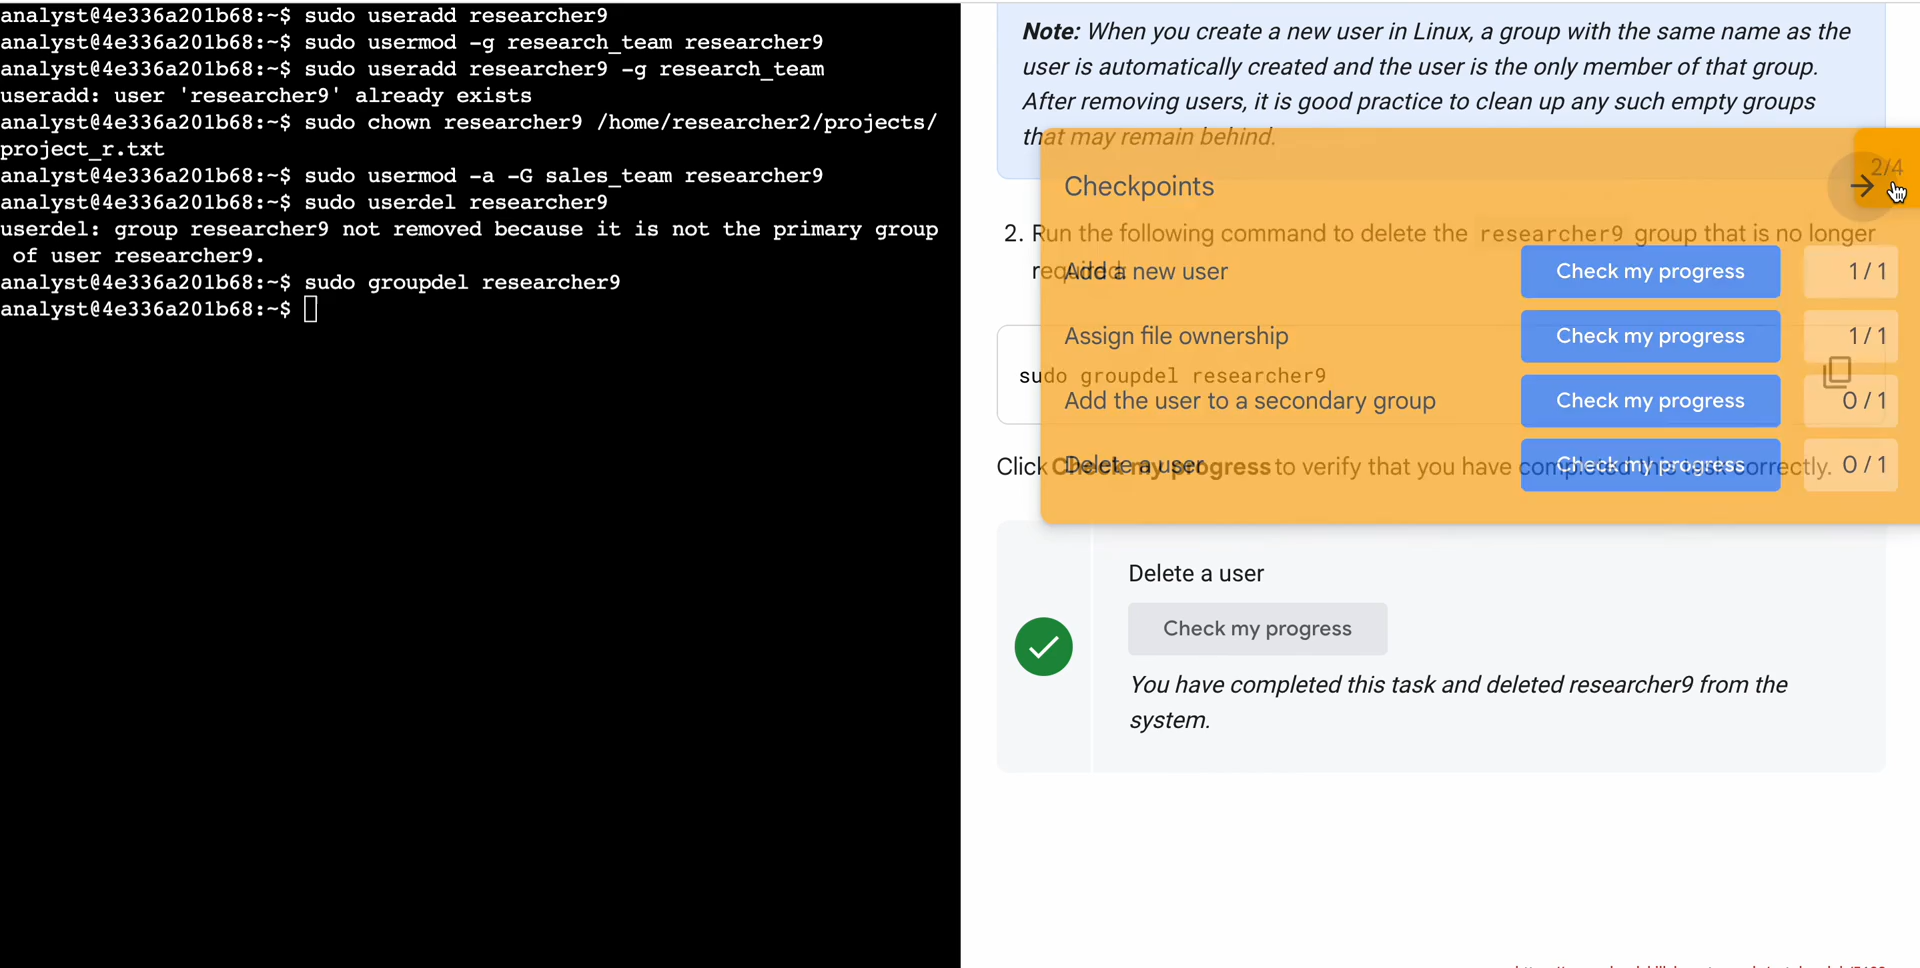 analyst@4e336a201b68:~$ sudo useradd researcher9
analyst@4e336a201b68:~$ sudo usermod -g research_team researcher9
analyst@4e336a201b68:~$ sudo useradd researcher9 -g research_team
useradd: user 'researcher9' already exists
analyst@4e336a201b68:~$ sudo chown researcher9 /home/researcher2/projects/
project_r.txt
analyst@4e336a201b68:~$ sudo usermod -a -G sales_team researcher9
analyst@4e336a201b68:~$ sudo userdel researcher9
userdel: group researcher9 not removed because it is not the primary group
of user researcher9.
analyst@4e336a201b68:~$ sudo groupdel researcher9
analyst@4e336a201b68:~$
Note: When you create a new user in Linux, a group with the same name as the
user is automatically created and the user is the only member of that group.
After removing users, it is good practice to clean up any such empty groups
that may remain behind.
2/4
Checkpoints
2. Run the following command to delete the researcher9 group that is no longer
Add a new user Check my progress 1 / 1
Assign file ownership Check my progress 1 / 1
sudo groupdel researcher9
Add the user to a secondary group Check my progress 0 / 1
Delete a user Check my progress 0 / 1
Click Check my progress to verify that you have completed this task correctly.
Delete a user
Check my progress
You have completed this task and deleted researcher9 from the
system.